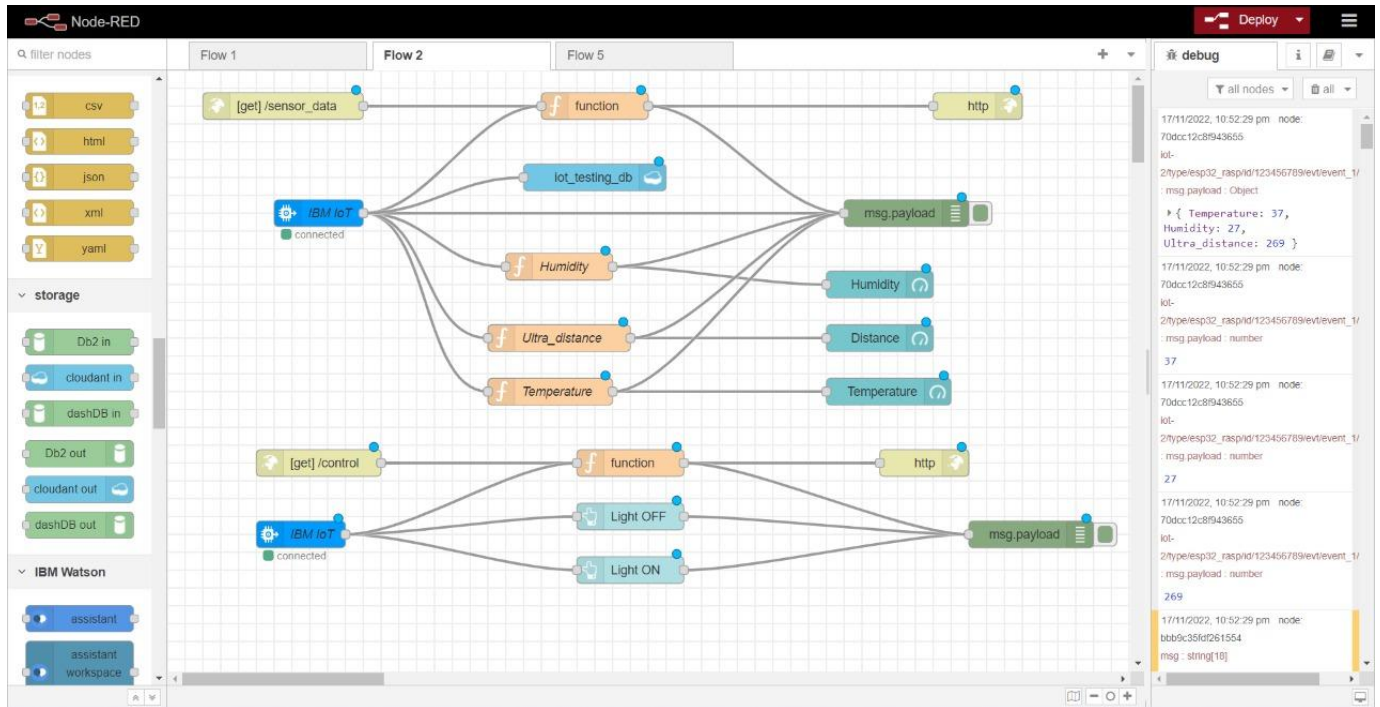 Node-RED
Deploy
filter nodes
csv
html
json
xml
yaml
storage
Db2 in
cloudant in
dashDB in
Db2 out
cloudant out
dashDB out
IBM Watson
assistant
assistant
workspace
Flow 1
Flow 2
Flow 5
[get] /sensor_data
function
http
iot_testing_db
IBM IoT
connected
msg.payload
Humidity
Humidity
Ultra_distance
Distance
Temperature
Temperature
[get] /control
function
http
Light OFF
IBM IoT
connected
msg.payload
Light ON
debug
i
all nodes
all
17/11/2022, 10:52:29 pm node:
70dcc12c8f943655
iot-
2/type/esp32_rasp/id/123456789/evt/event_1/
: msg.payload : Object
{ Temperature: 37,
Humidity: 27,
Ultra_distance: 269 }
17/11/2022, 10:52:29 pm node:
70dcc12c8f943655
iot-
2/type/esp32_rasp/id/123456789/evt/event_1/
: msg.payload : number
37
17/11/2022, 10:52:29 pm node:
70dcc12c8f943655
iot-
2/type/esp32_rasp/id/123456789/evt/event_1/
: msg.payload : number
27
17/11/2022, 10:52:29 pm node:
70dcc12c8f943655
iot-
2/type/esp32_rasp/id/123456789/evt/event_1/
: msg.payload : number
269
17/11/2022, 10:52:29 pm node:
bbb9c35fdf261554
msg : string[18]